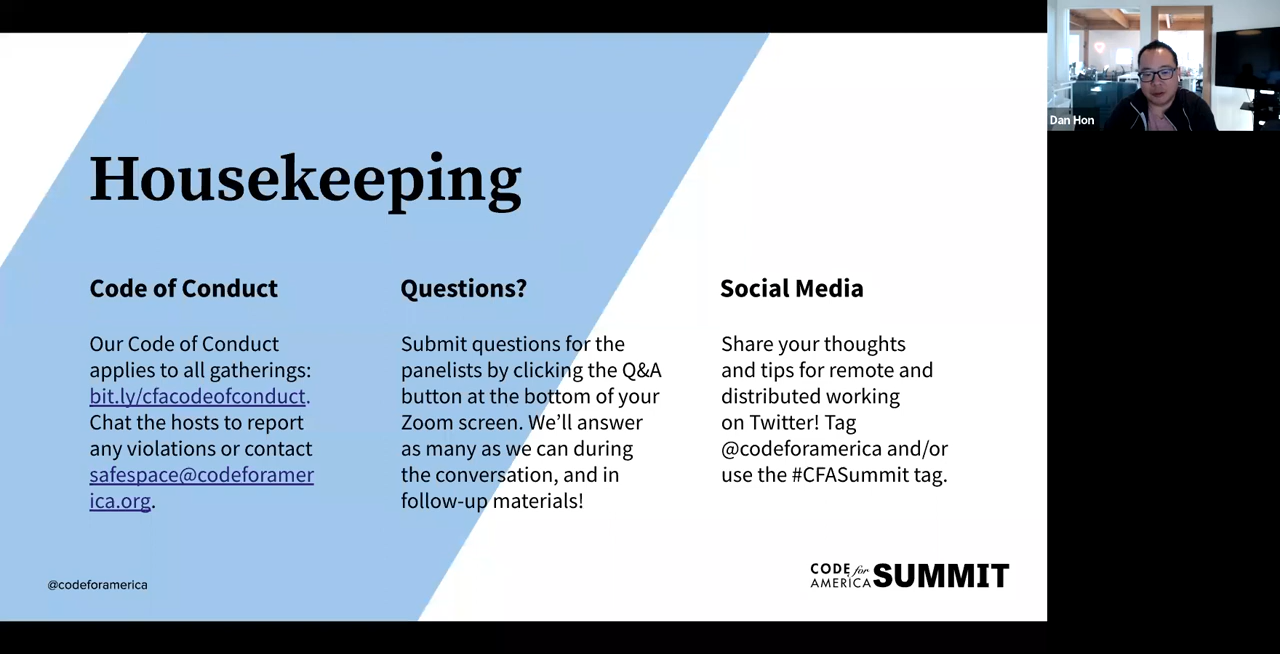 Housekeeping
Code of Conduct
Our Code of Conduct
applies to all gatherings:
bit.ly/cfacodeofconduct.
Chat the hosts to report
any violations or contact
safespace@codeforamer
ica.org.
Questions?
Submit questions for the
panelists by clicking the Q&A
button at the bottom of your
Zoom screen. We’ll answer
as many as we can during
the conversation, and in
follow-up materials!
Social Media
Share your thoughts
and tips for remote and
distributed working
on Twitter! Tag
@codeforamerica and/or
use the #CFASummit tag.
@codeforamerica
CODE for
AMERICA SUMMIT
Dan Hon